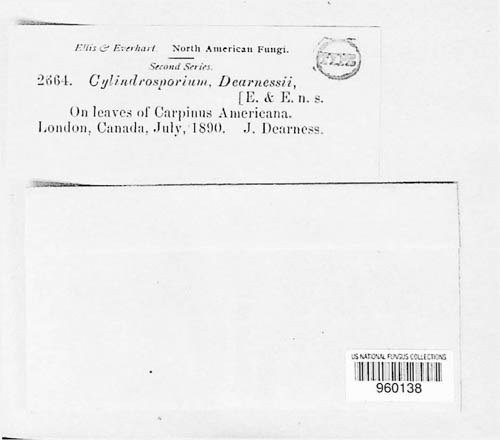 Ellis & Everhart. North American Fungi.
Second Series.
2664. Cylindrosporium, Dearnessii,
[E. & E. n. s.
On leaves of Carpinus Americana.
London, Canada, July, 1890. J. Dearness.
US NATIONAL FUNGUS COLLECTIONS
960138